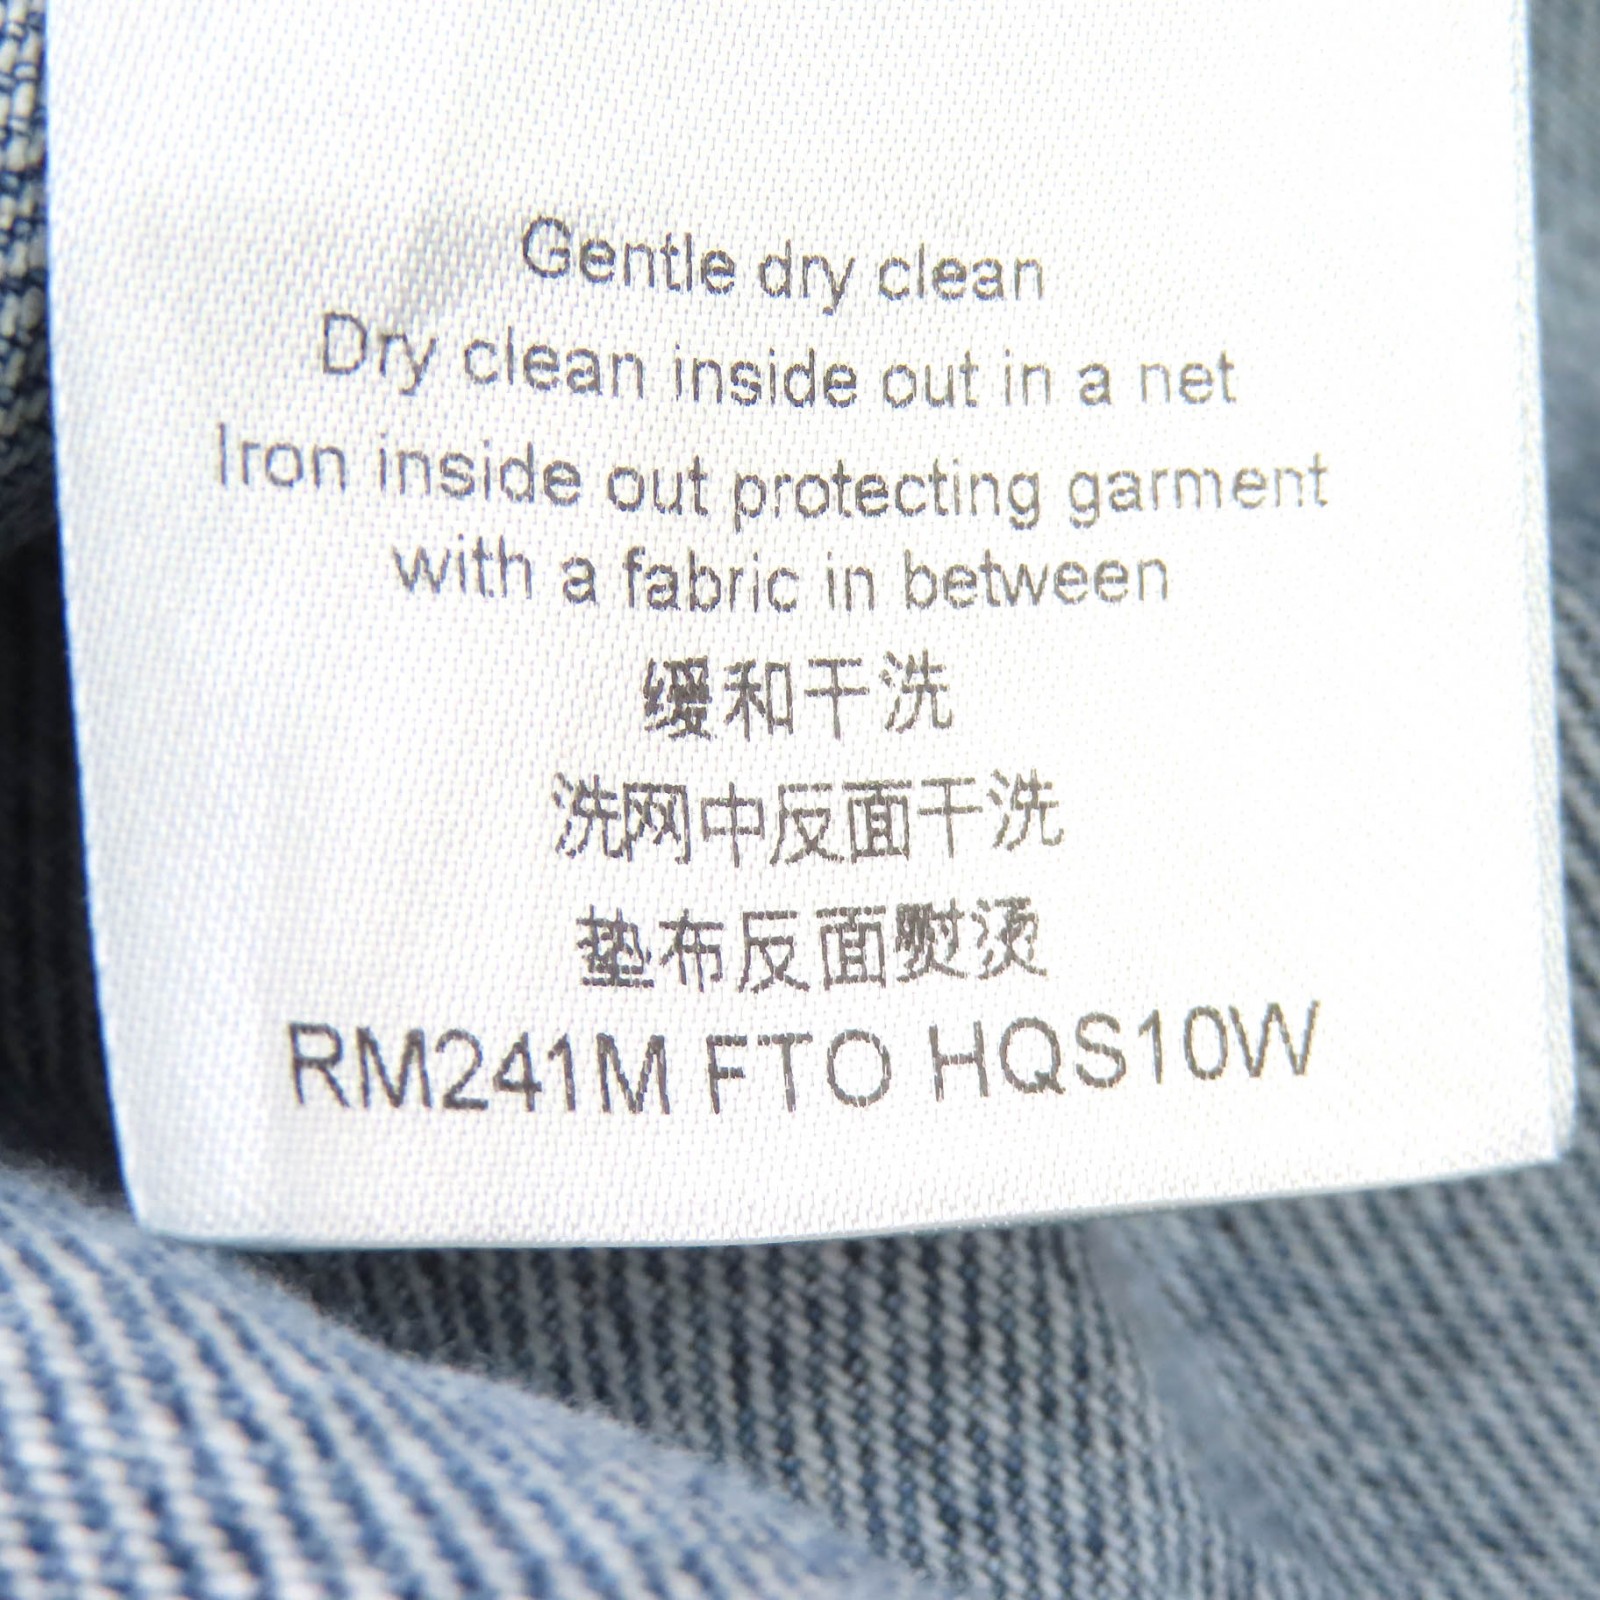 Gentle dry clean
Dry clean inside out in a net
Iron inside out protecting garment
with a fabric in between
缓和干洗
洗网中反面干洗
垫布反面熨烫
RM241M FTO HQS10W